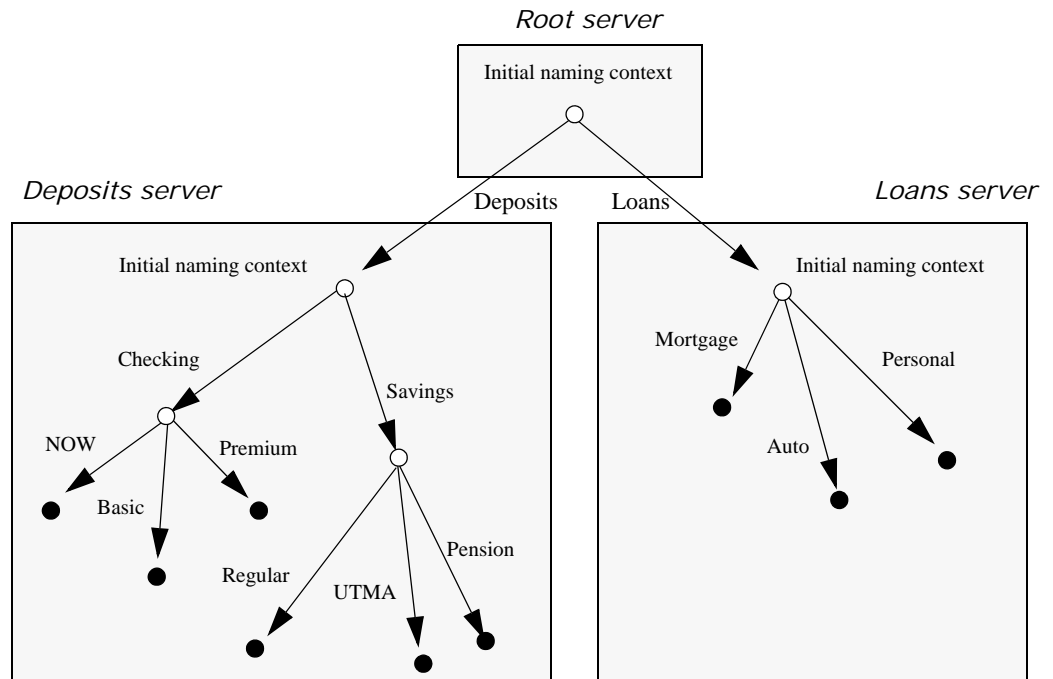 Root server
Initial naming context
Deposits server
Loans server
Deposits
Loans
Initial naming context
Initial naming context
Mortgage
Personal
Checking
Savings
NOW
Premium
Auto
Basic
Pension
Regular
UTMA